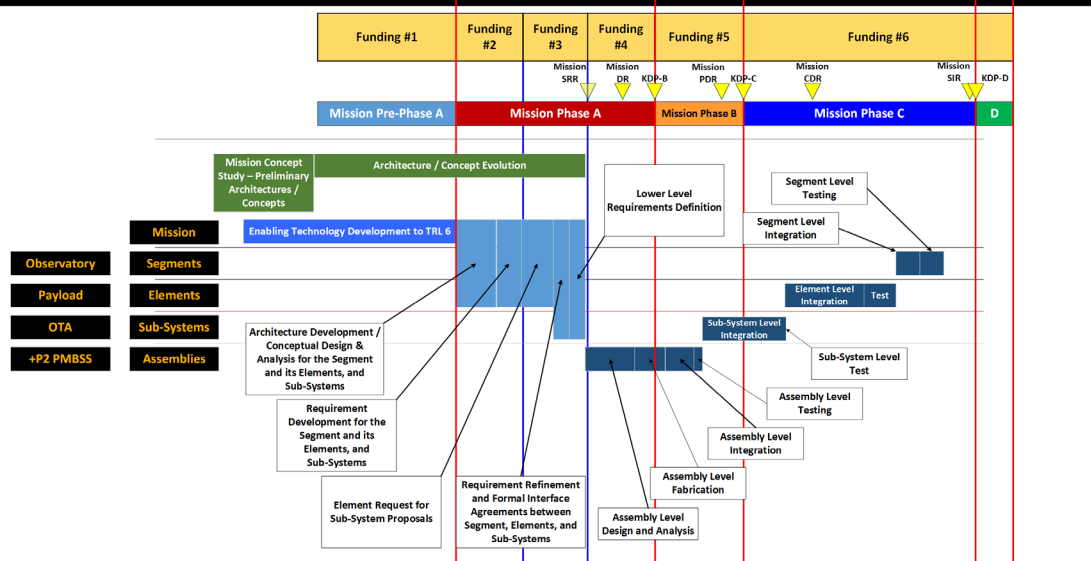 Funding #1
Funding
#2
Funding
#3
Funding
#4
Funding #5
Funding #6
Mission
SRR
Mission
DR
KDP-B
Mission
PDR
KDP-C
Mission
CDR
Mission
SIR
KDP-D
Mission Pre-Phase A
Mission Phase A
Mission Phase B
Mission Phase C
D
Mission Concept
Study – Preliminary
Architectures /
Concepts
Architecture / Concept Evolution
Lower Level
Requirements Definition
Segment Level
Testing
Segment Level
Integration
Mission
Enabling Technology Development to TRL 6
Observatory
Segments
Payload
Elements
Element Level
Integration
Test
OTA
Sub-Systems
Sub-System Level
Integration
+P2 PMBSS
Assemblies
Architecture Development /
Conceptual Design &
Analysis for the Segment
and its Elements, and
Sub-Systems
Sub-System Level
Test
Assembly Level
Testing
Requirement
Development for the
Segment and its
Elements, and
Sub-Systems
Assembly Level
Integration
Assembly Level
Fabrication
Element Request for
Sub-System Proposals
Requirement Refinement
and Formal Interface
Agreements between
Segment, Elements, and
Sub-Systems
Assembly Level
Design and Analysis